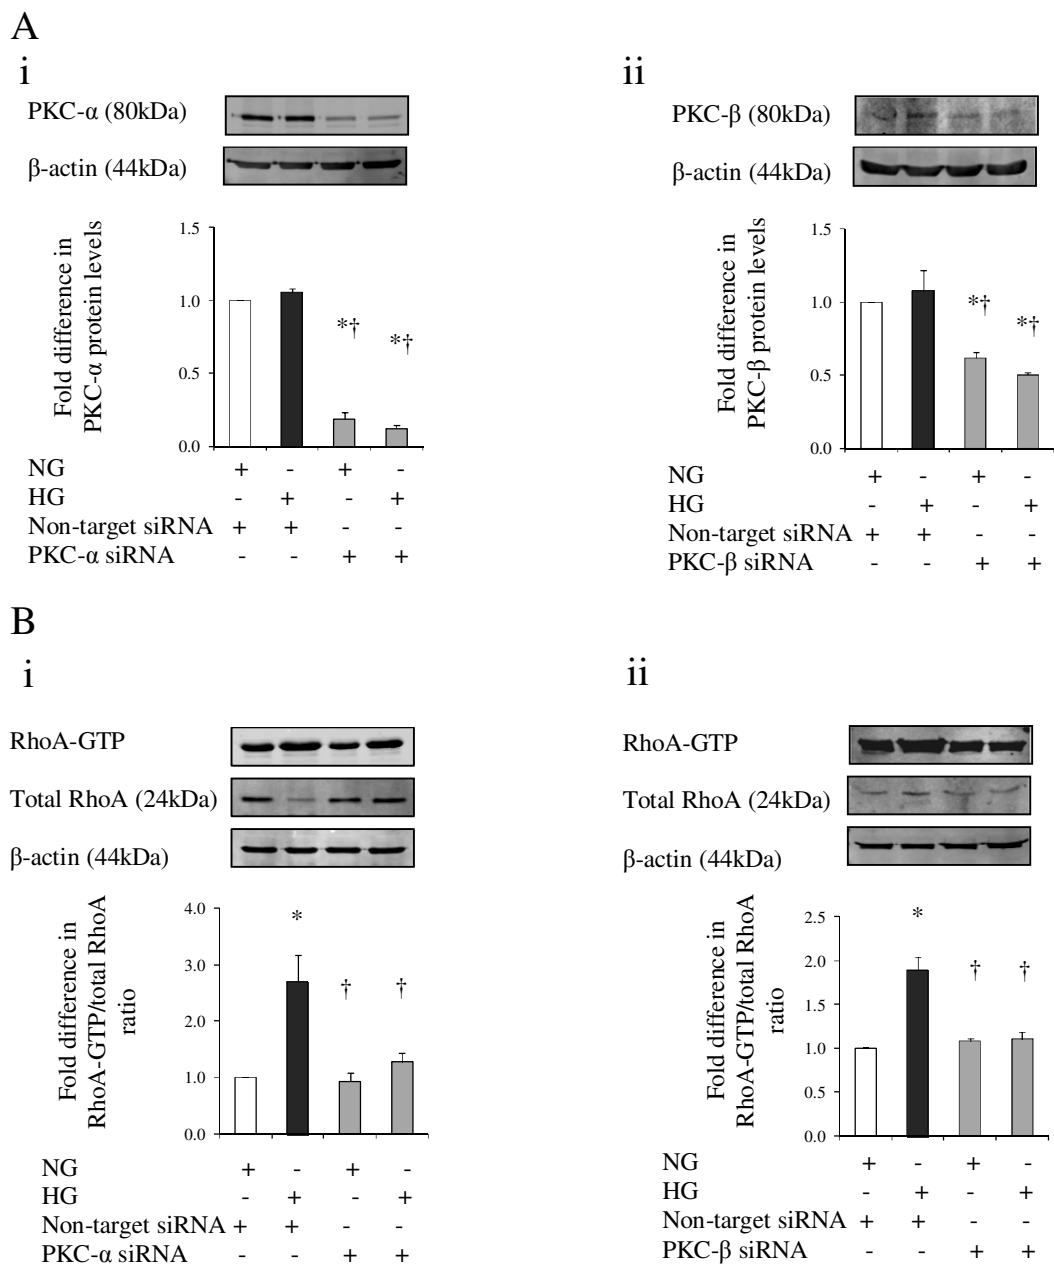 A
i
PKC-α (80kDa)
β-actin (44kDa)
Fold difference in
PKC-α protein levels
1.5
1.0
0.5
0.0
*†
*†
NG + - + -
HG - + - +
Non-target siRNA + + - -
PKC-α siRNA - - + +
ii
PKC-β (80kDa)
β-actin (44kDa)
Fold difference in
PKC-β protein levels
1.5
1.0
0.5
0.0
*†
*†
NG + - + -
HG - + - +
Non-target siRNA + + - -
PKC-β siRNA - - + +
B
i
RhoA-GTP
Total RhoA (24kDa)
β-actin (44kDa)
Fold difference in
RhoA-GTP/total RhoA
ratio
4.0
3.0
2.0
1.0
0.0
*
†
†
NG + - + -
HG - + - +
Non-target siRNA + + - -
PKC-α siRNA - - + +
ii
RhoA-GTP
Total RhoA (24kDa)
β-actin (44kDa)
Fold difference in
RhoA-GTP/total RhoA
ratio
2.5
2.0
1.5
1.0
0.5
0.0
*
†
†
NG + - + -
HG - + - +
Non-target siRNA + + - -
PKC-β siRNA - - + +